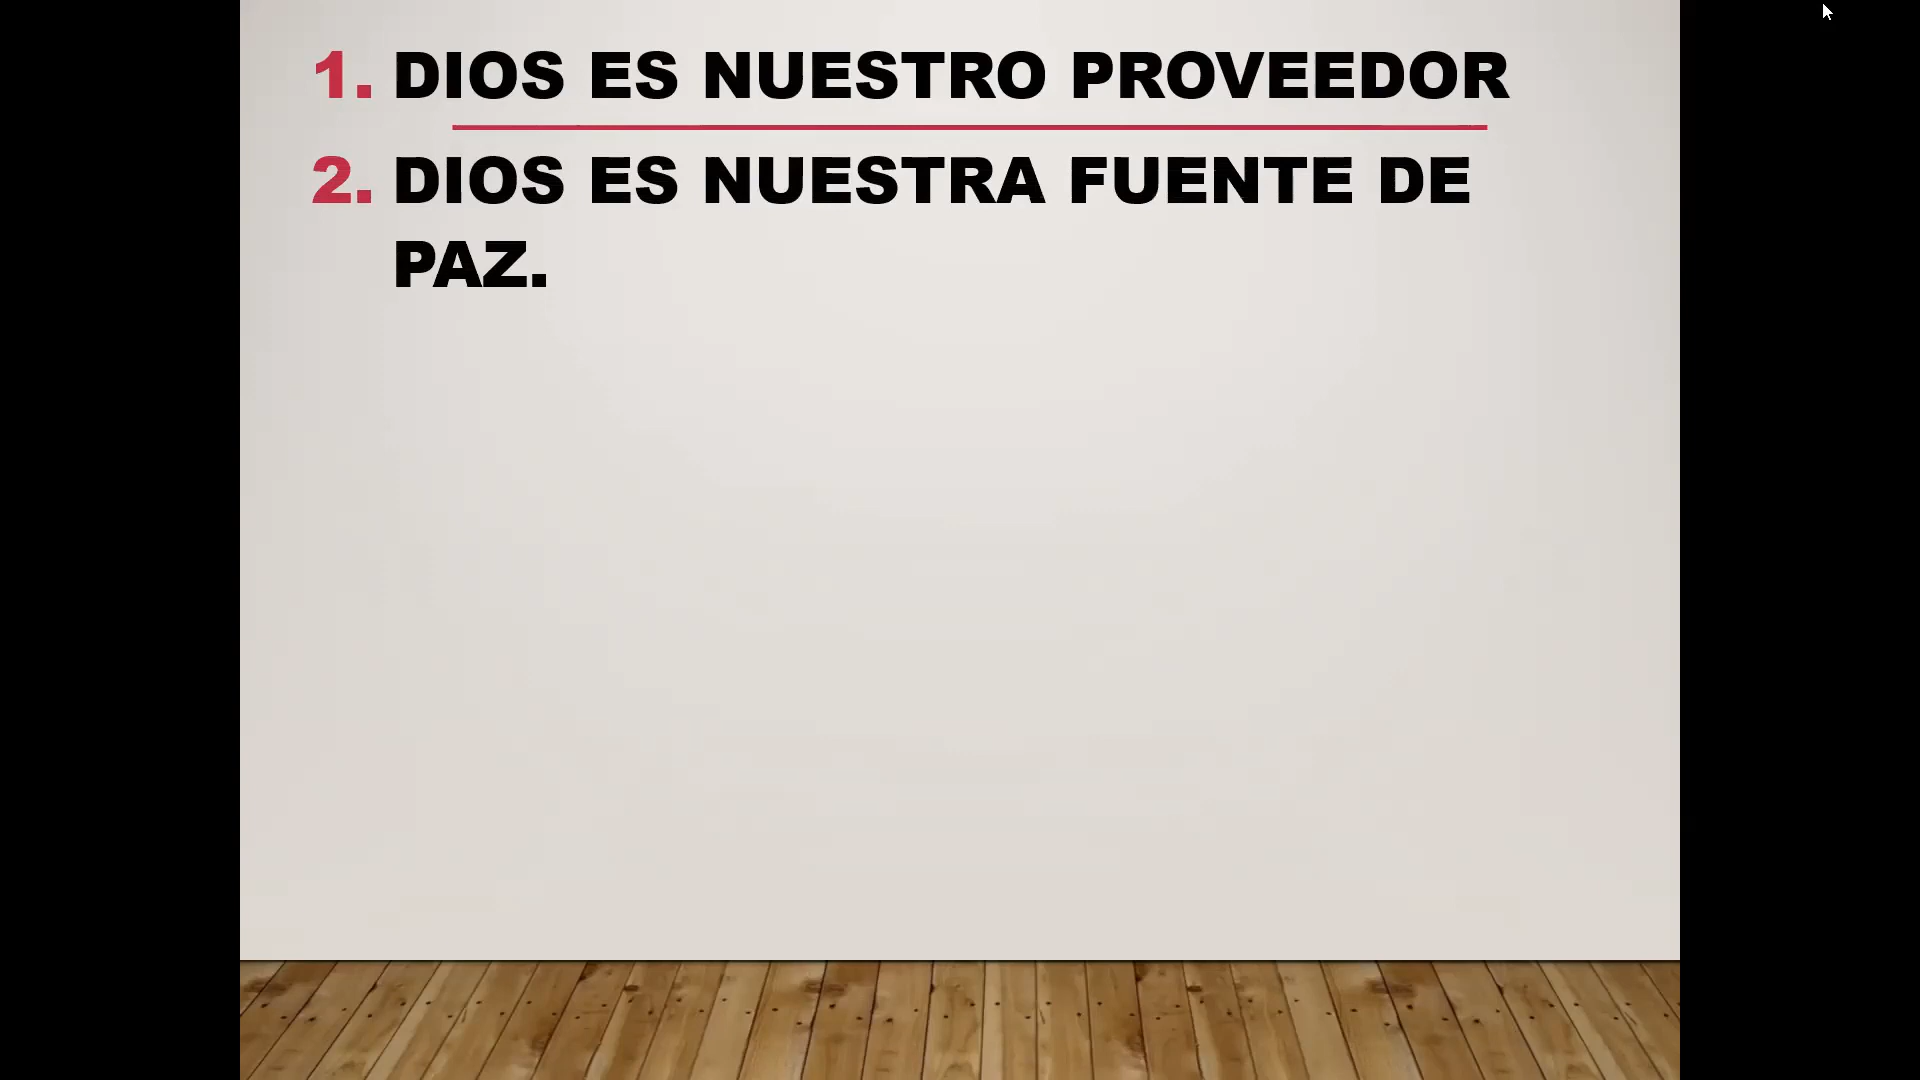 1. DIOS ES NUESTRO PROVEEDOR
2. DIOS ES NUESTRA FUENTE DE
PAZ.